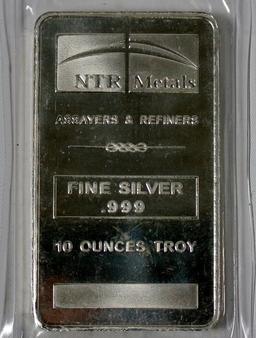 NTR Metals
ASSAYERS & REFINERS
FINE SILVER
.999
10 OUNCES TROY